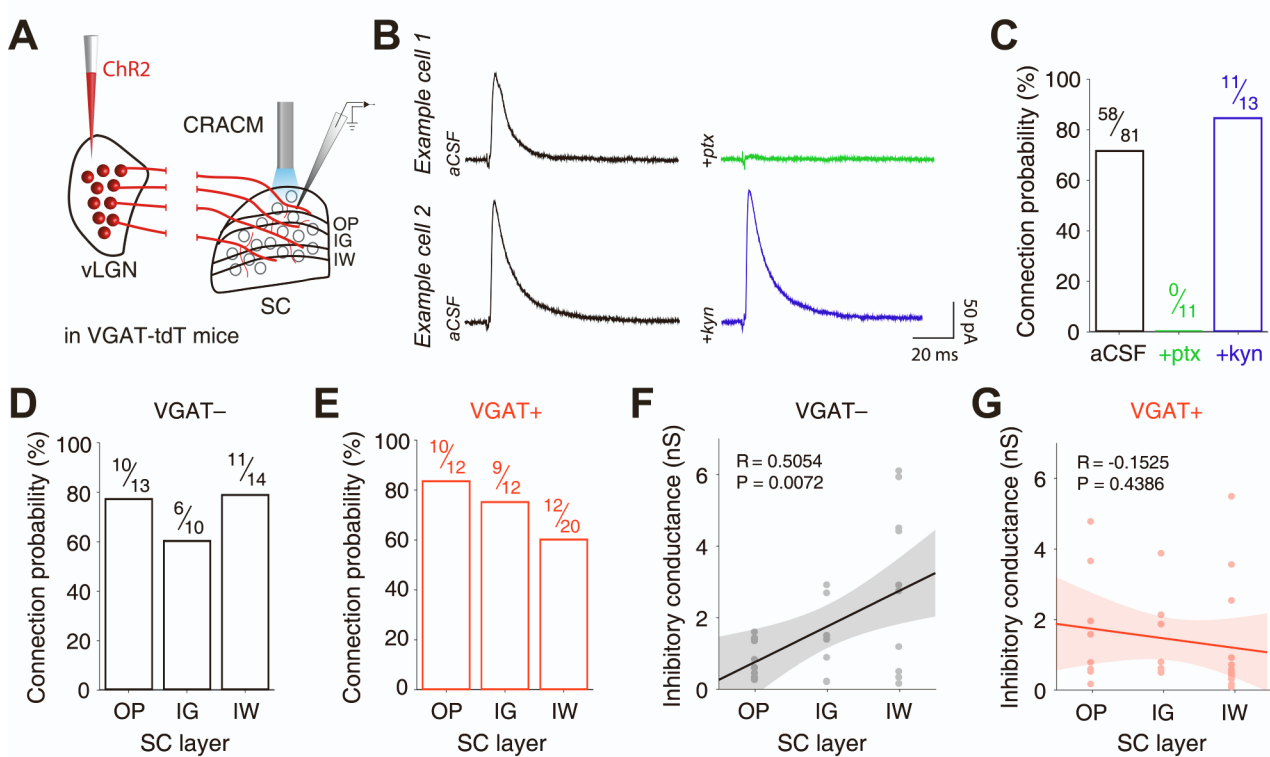 A
ChR2
CRACM
OP
IG
IW
vLGN
SC
in VGAT-tdT mice
B
Example cell 1
aCSF
+ptx
Example cell 2
aCSF
+kyn
50 pA
20 ms
C
Connection probability (%)
100
80
60
40
20
0
58/81
0/11
11/13
aCSF +ptx +kyn
D
VGAT–
Connection probability (%)
100
80
60
40
20
0
10/13
6/10
11/14
OP IG IW
SC layer
E
VGAT+
Connection probability (%)
100
80
60
40
20
0
10/12
9/12
12/20
OP IG IW
SC layer
F
VGAT–
Inhibitory conductance (nS)
6
4
2
0
R = 0.5054
P = 0.0072
OP IG IW
SC layer
G
VGAT+
Inhibitory conductance (nS)
6
4
2
0
R = -0.1525
P = 0.4386
OP IG IW
SC layer